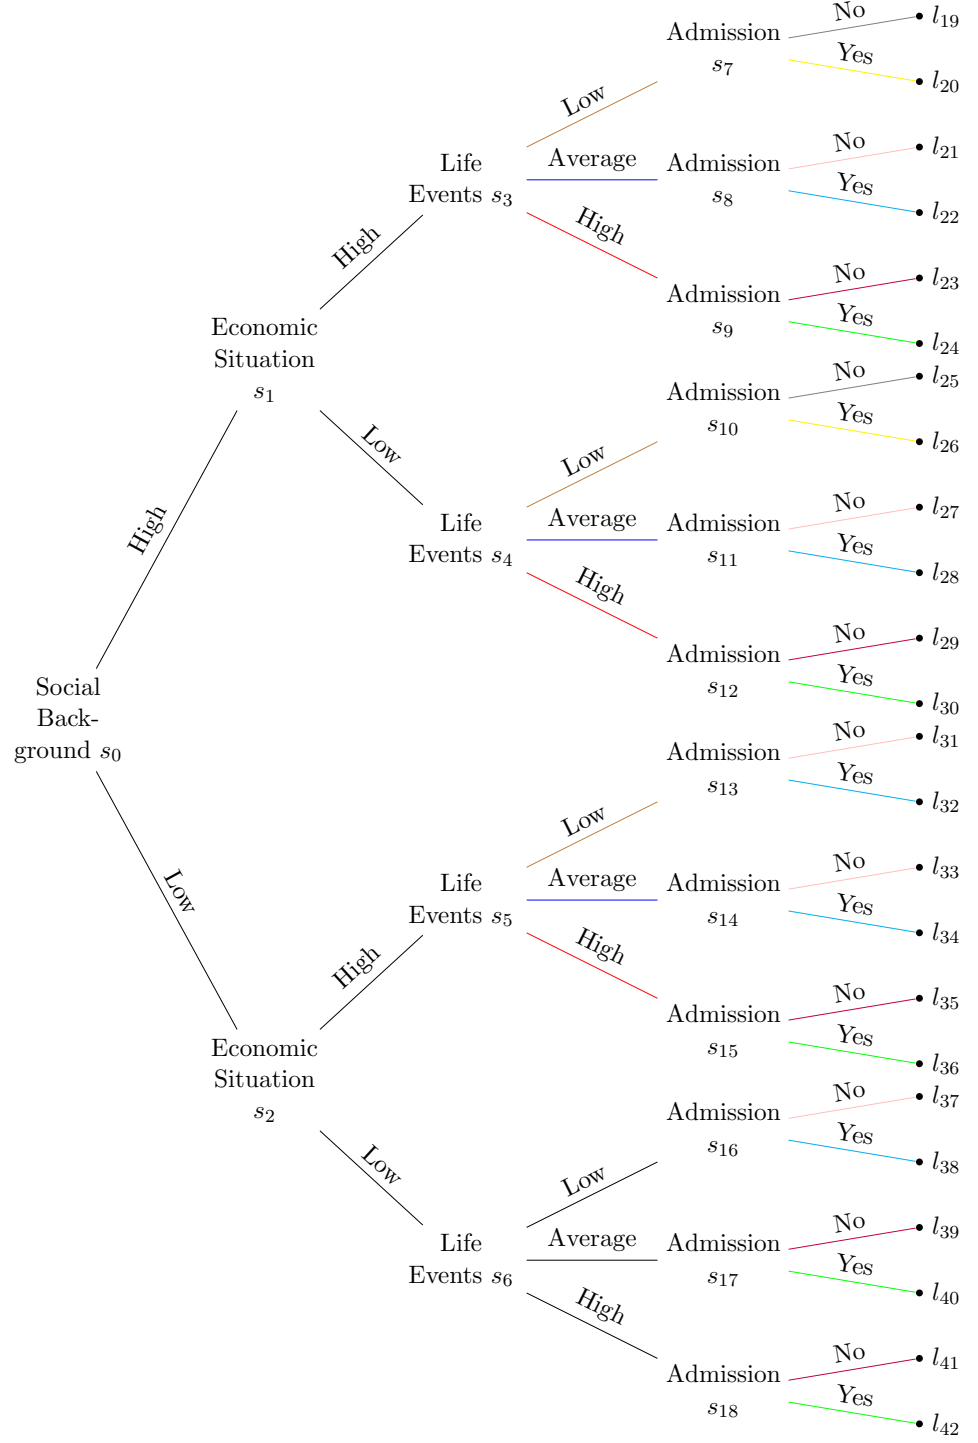 Social
Back-
ground s₀
High
Low
Economic
Situation
s₁
High
Low
Economic
Situation
s₂
High
Low
Life
Events s₃
Low
Average
High
Life
Events s₄
Low
Average
High
Life
Events s₅
Low
Average
High
Life
Events s₆
Low
Average
High
Admission
s₇
No
l₁₉
Yes
l₂₀
Admission
s₈
No
l₂₁
Yes
l₂₂
Admission
s₉
No
l₂₃
Yes
l₂₄
Admission
s₁₀
No
l₂₅
Yes
l₂₆
Admission
s₁₁
No
l₂₇
Yes
l₂₈
Admission
s₁₂
No
l₂₉
Yes
l₃₀
Admission
s₁₃
No
l₃₁
Yes
l₃₂
Admission
s₁₄
No
l₃₃
Yes
l₃₄
Admission
s₁₅
No
l₃₅
Yes
l₃₆
Admission
s₁₆
No
l₃₇
Yes
l₃₈
Admission
s₁₇
No
l₃₉
Yes
l₄₀
Admission
s₁₈
No
l₄₁
Yes
l₄₂